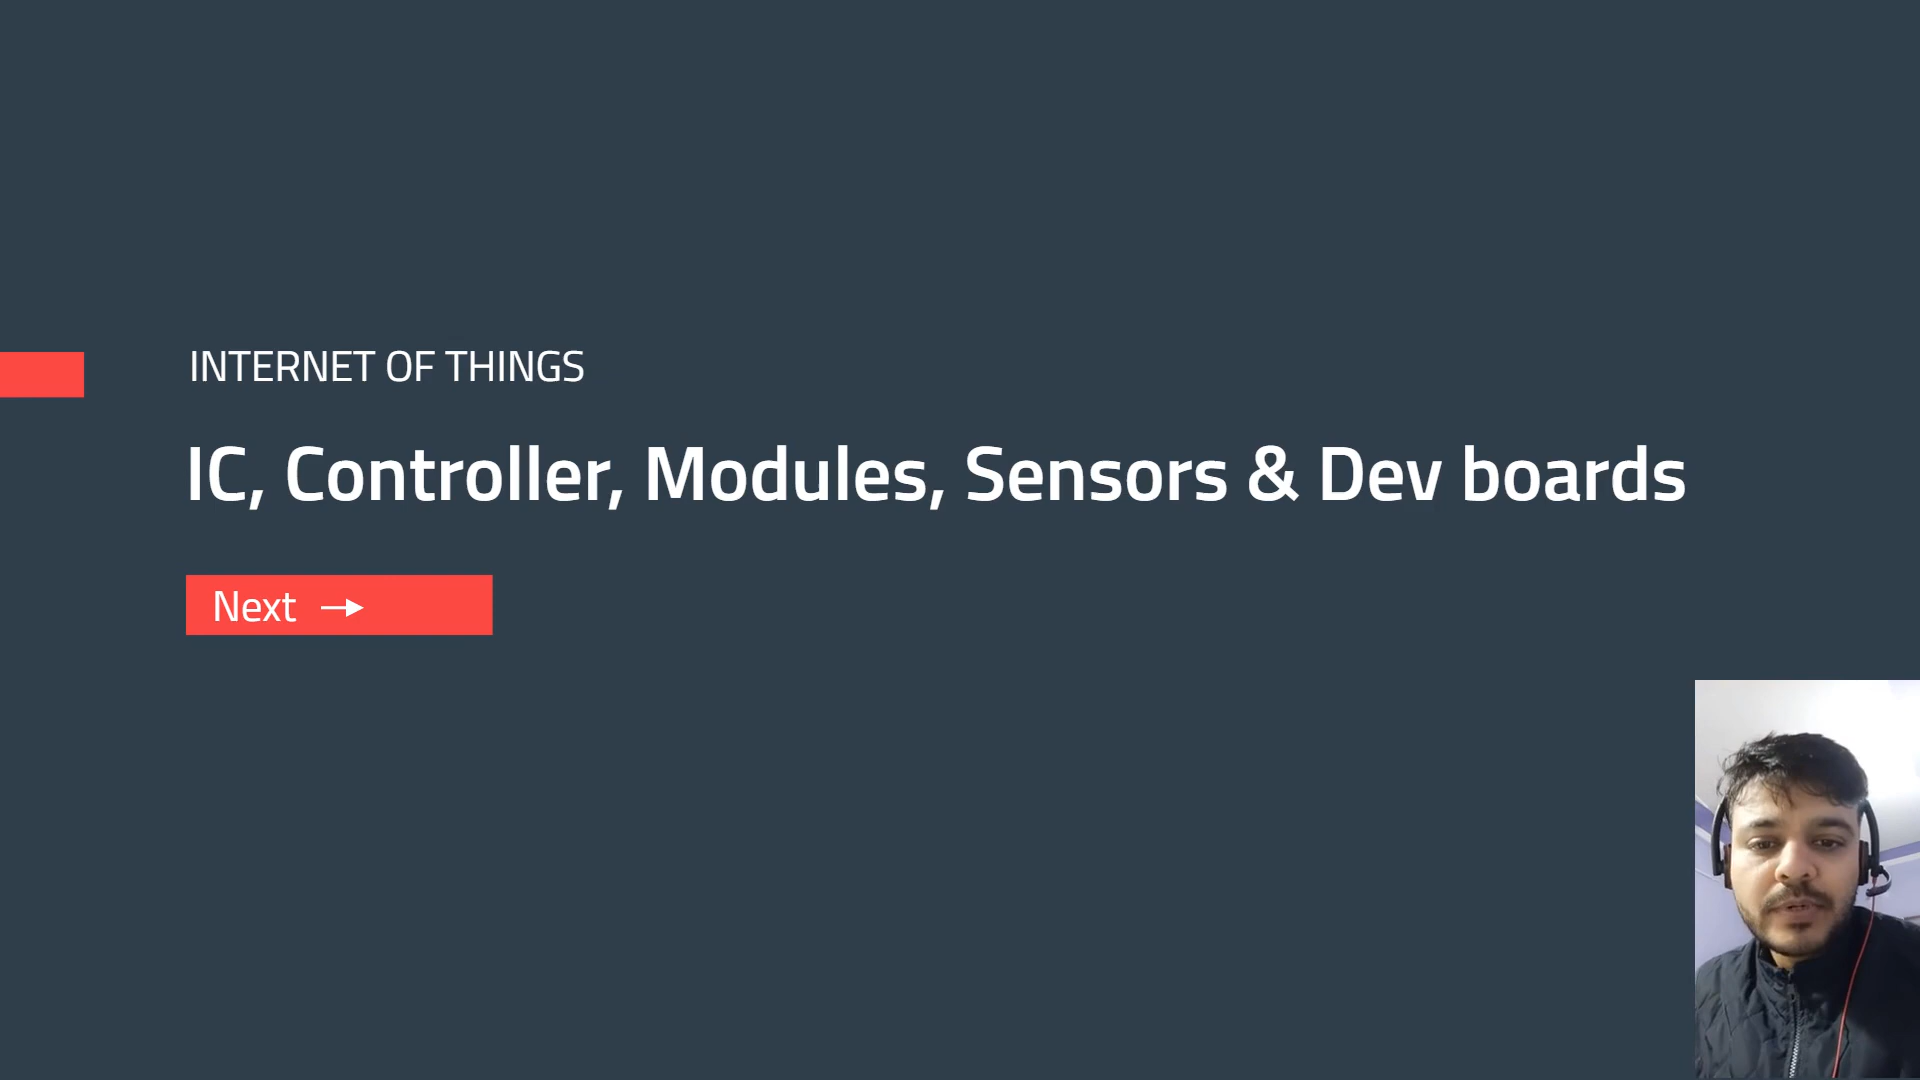 INTERNET OF THINGS
IC, Controller, Modules, Sensors & Dev boards
Next